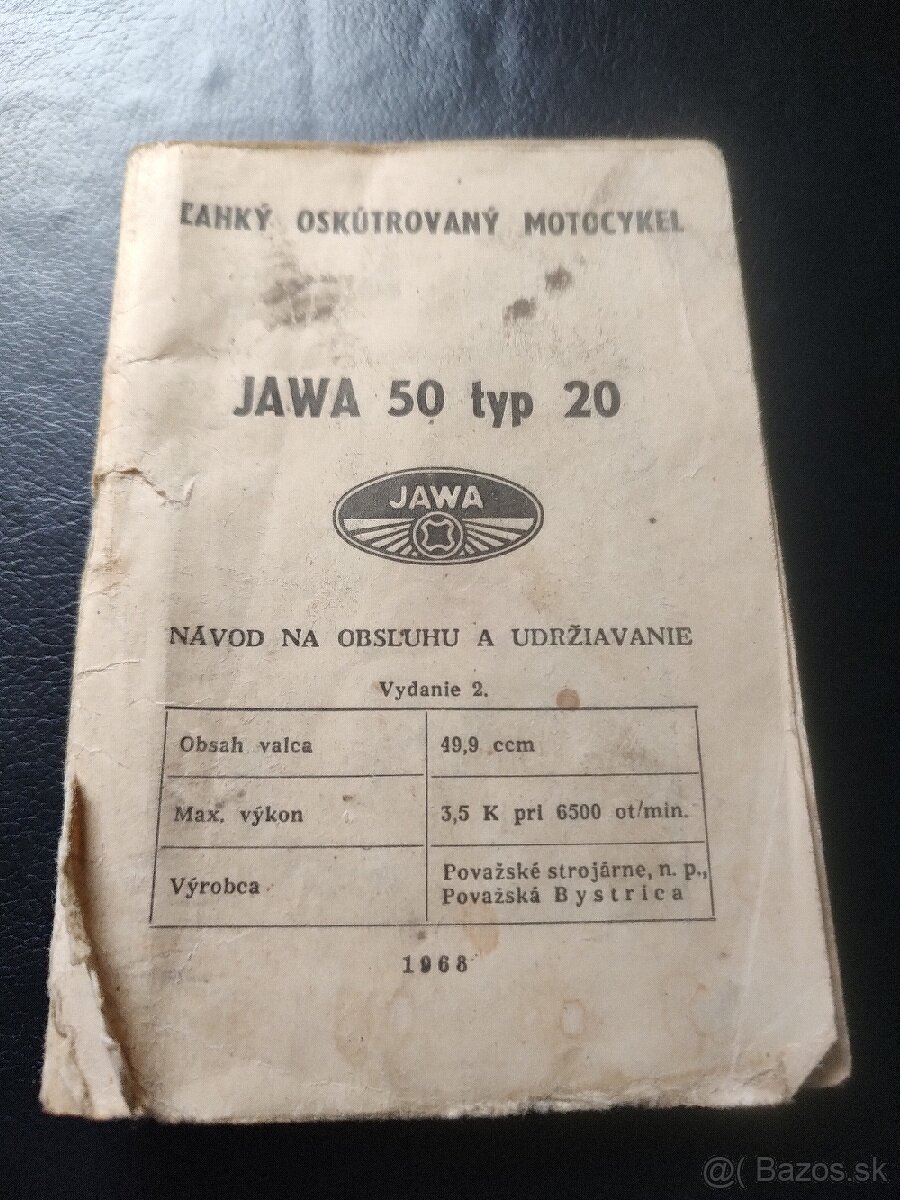 ĽAHKÝ OSKÚTROVANÝ MOTOCYKEL
JAWA 50 typ 20
JAWA
NÁVOD NA OBSLUHU A UDRŽIAVANIE
Vydanie 2.
Obsah valca 49,9 ccm
Max. výkon 3,5 K pri 6500 ot/min.
Výrobca Považské strojárne, n. p.,
Považská Bystrica
1968
@( Bazos.sk